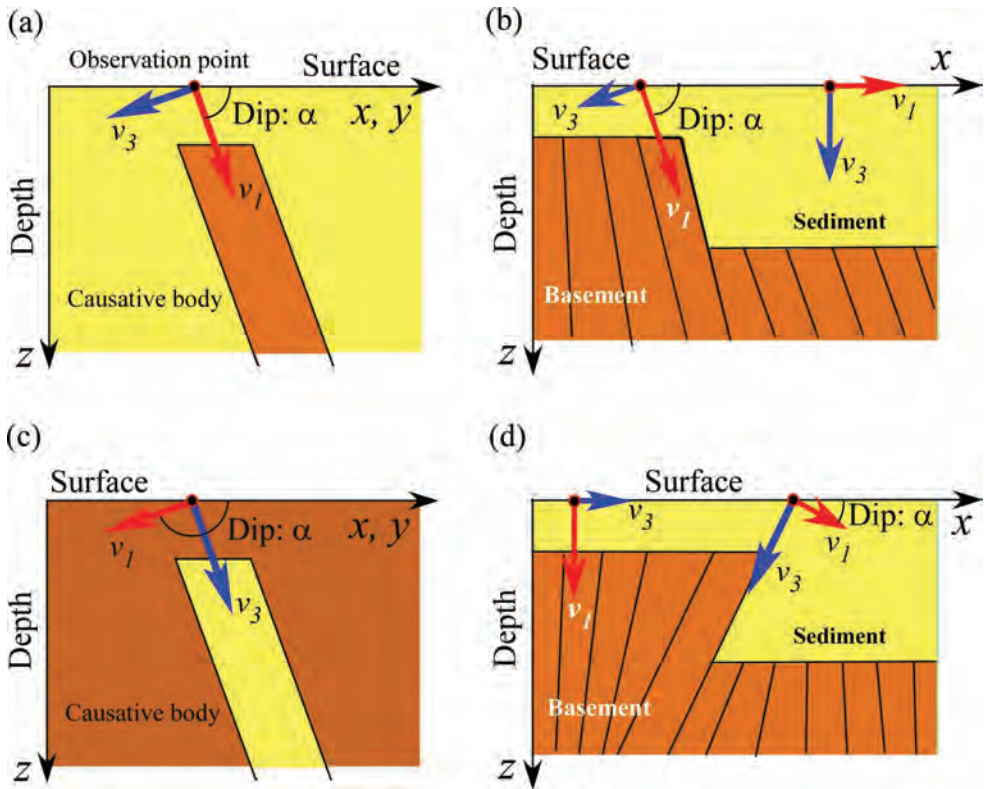 (a)
Observation point
Surface
v3
Dip: α
x, y
v1
Depth
Causative body
z
(b)
Surface
x
v3
Dip: α
v1
v3
v1
Sediment
Depth
Basement
z
(c)
Surface
v1
Dip: α
x, y
v3
Depth
Causative body
z
(d)
Surface
v3
Dip: α
x
v1
v3
v1
Sediment
Depth
Basement
z